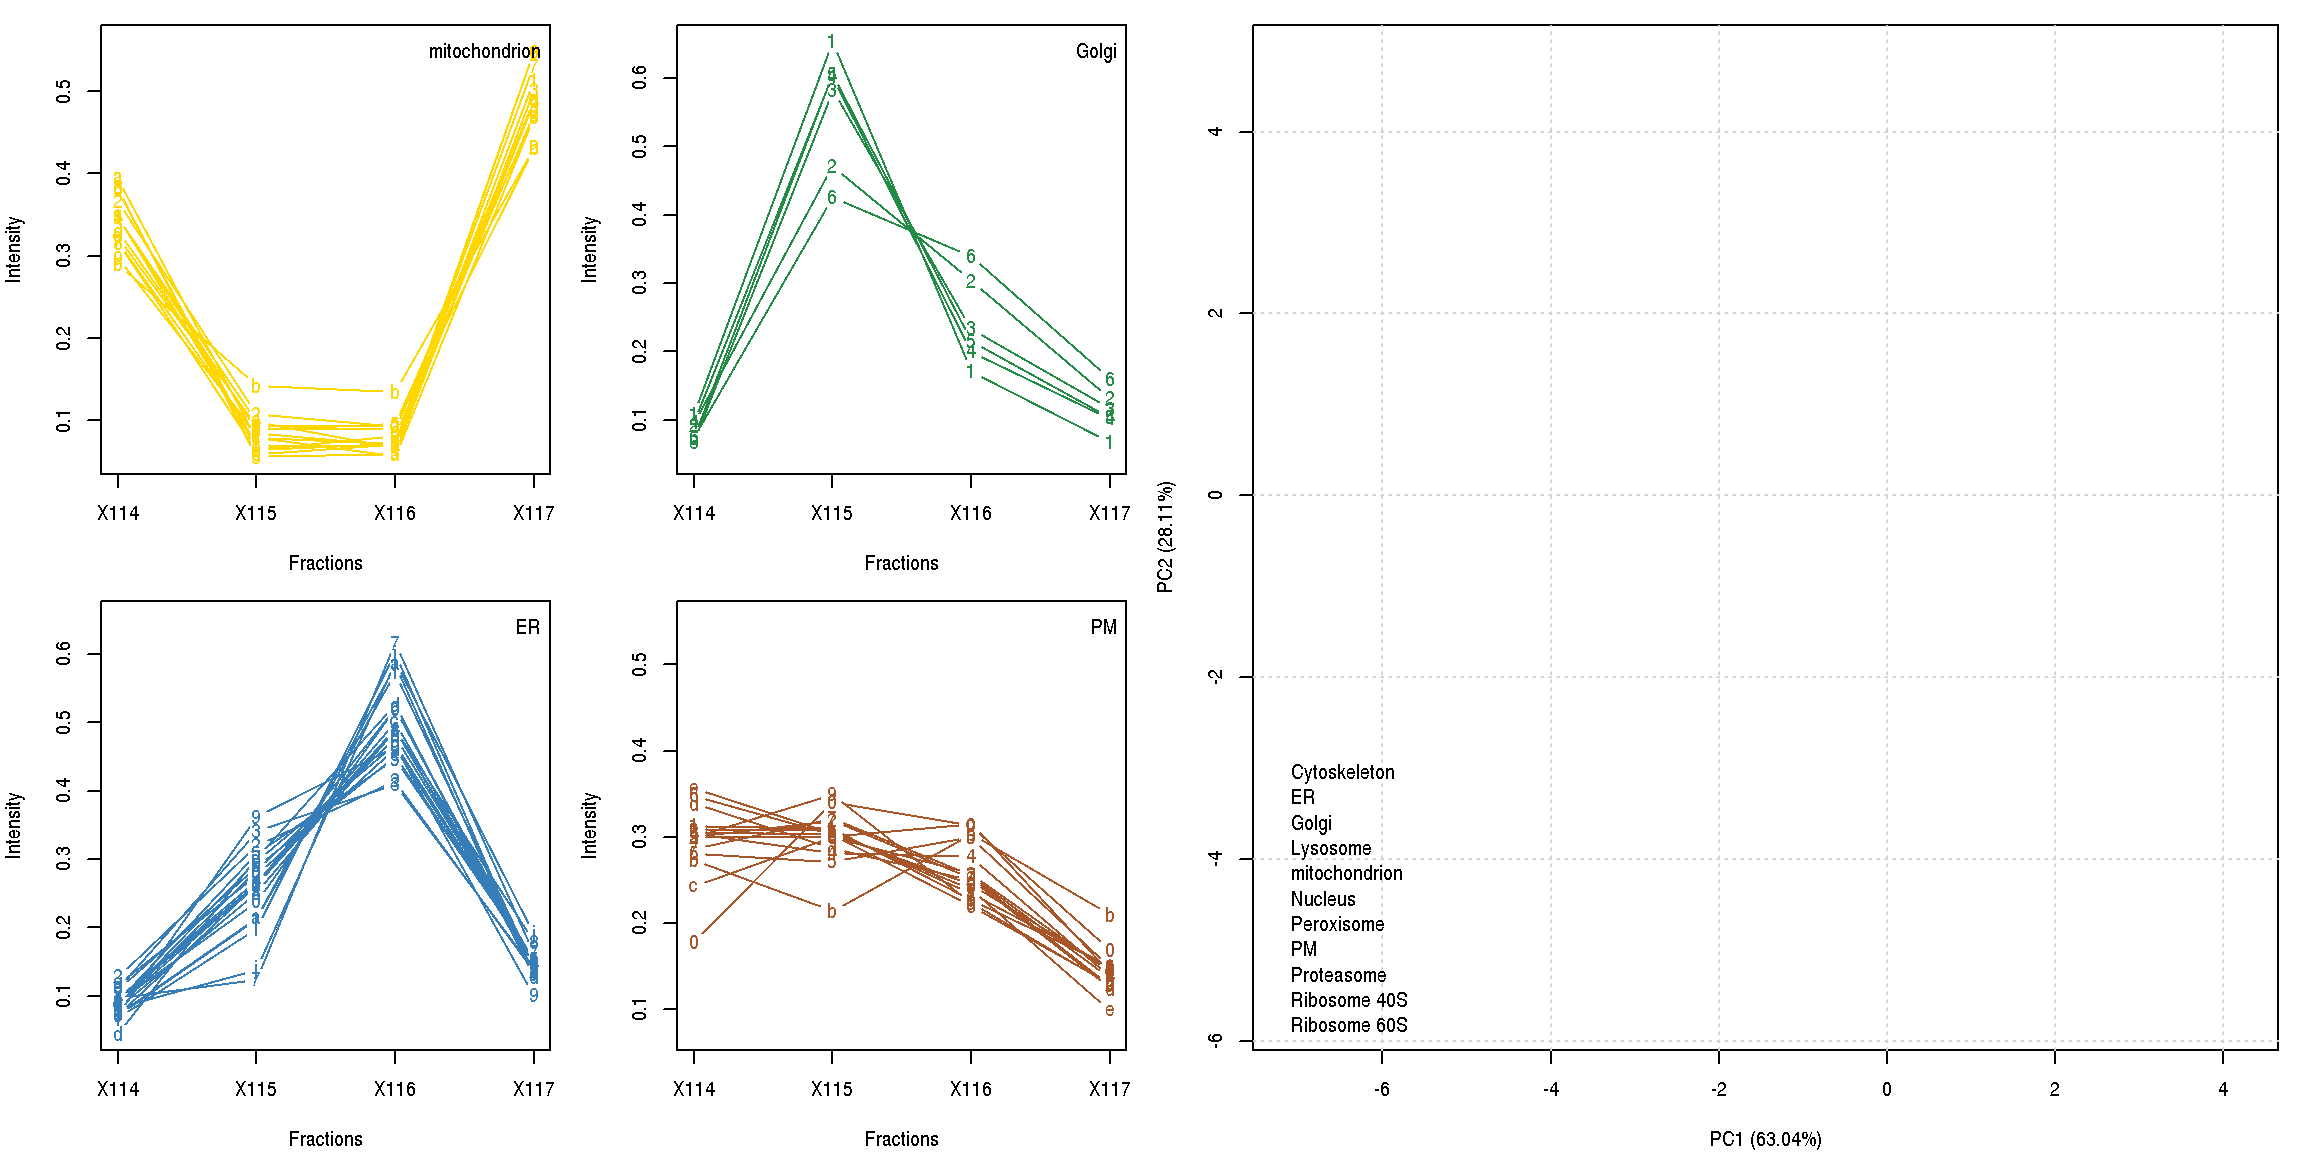 mitochondrion
Intensity
0.5
0.4
0.3
0.2
0.1
X114 X115 X116 X117
Fractions
Golgi
Intensity
0.6
0.5
0.4
0.3
0.2
0.1
X114 X115 X116 X117
Fractions
ER
Intensity
0.6
0.5
0.4
0.3
0.2
0.1
X114 X115 X116 X117
Fractions
PM
Intensity
0.5
0.4
0.3
0.2
0.1
X114 X115 X116 X117
Fractions
PC2 (28.11%)
4
2
0
-2
-4
-6
Cytoskeleton
ER
Golgi
Lysosome
mitochondrion
Nucleus
Peroxisome
PM
Proteasome
Ribosome 40S
Ribosome 60S
-6 -4 -2 0 2 4
PC1 (63.04%)